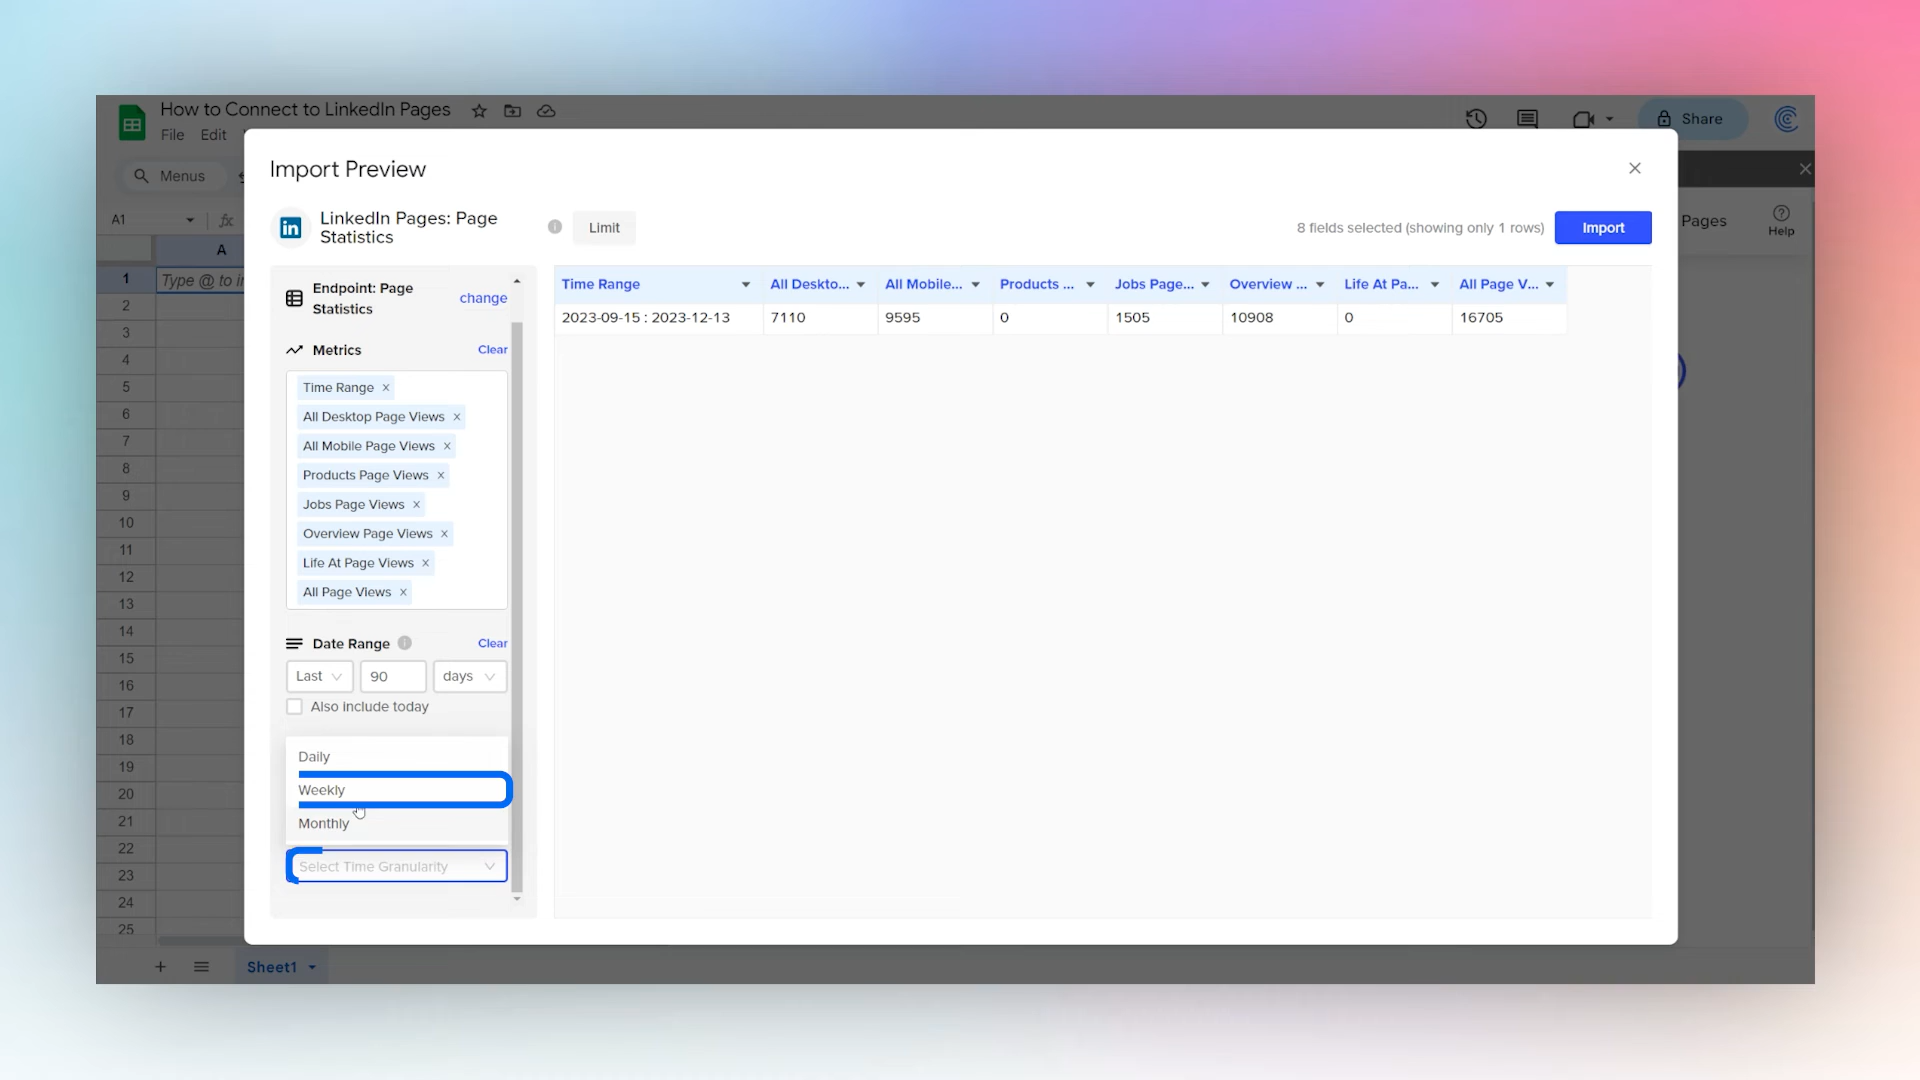 How to Connect to LinkedIn Pages
File Edit
Share
Menus
A1
fx
Pages
Help
A
1 Type @ to in
2
3
4
5
6
7
8
9
10
11
12
13
14
15
16
17
18
19
20
21
22
23
24
25
Sheet1
Import Preview
in
LinkedIn Pages: Page
Statistics
Limit
8 fields selected (showing only 1 rows)
Import
Endpoint: Page
Statistics
change
Metrics
Clear
Time Range ×
All Desktop Page Views ×
All Mobile Page Views ×
Products Page Views ×
Jobs Page Views ×
Overview Page Views ×
Life At Page Views ×
All Page Views ×
Date Range
Clear
Last 90 days
Also include today
Daily
Weekly
Monthly
Select Time Granularity
Time Range All Deskto... All Mobile... Products ... Jobs Page... Overview ... Life At Pa... All Page V...
2023-09-15 : 2023-12-13 7110 9595 0 1505 10908 0 16705